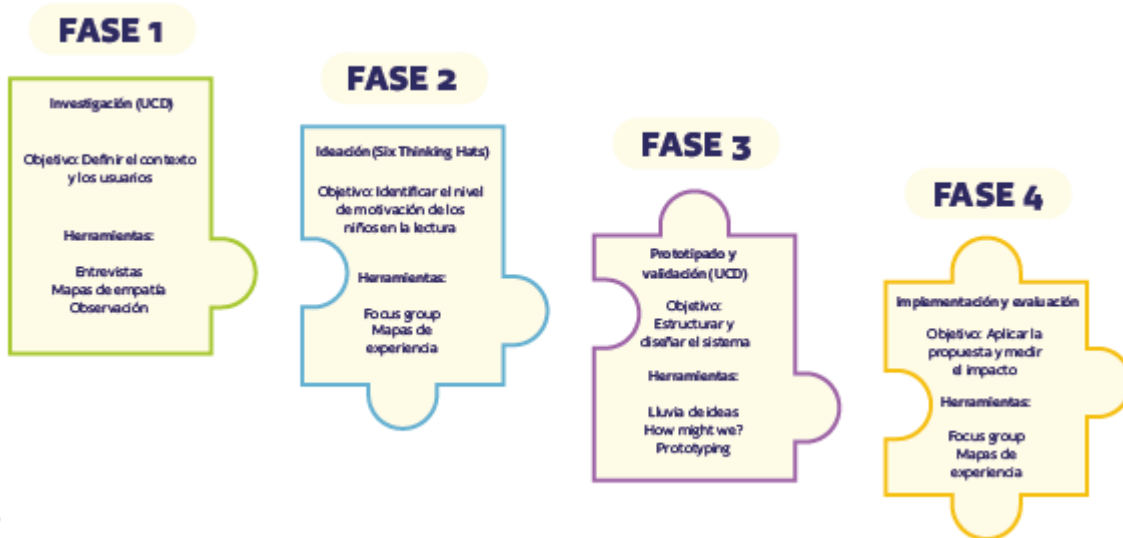 FASE 1
Investigación (UCD)
Objetivo: Definir el contexto
y los usuarios
Herramientas:
Entrevistas
Mapas de empatía
Observación
FASE 2
Ideación (Six Thinking Hats)
Objetivo: Identificar el nivel
de motivación de los
niños en la lectura
Herramientas:
Focus group
Mapas de
experiencia
FASE 3
Prototipado y
validación (UCD)
Objetivo:
Estructurar y
diseñar el sistema
Herramientas:
Lluvia de ideas
How might we?
Prototyping
FASE 4
Implementación y evaluación
Objetivo: Aplicar la
propuesta y medir
el impacto
Herramientas:
Focus group
Mapas de
experiencia